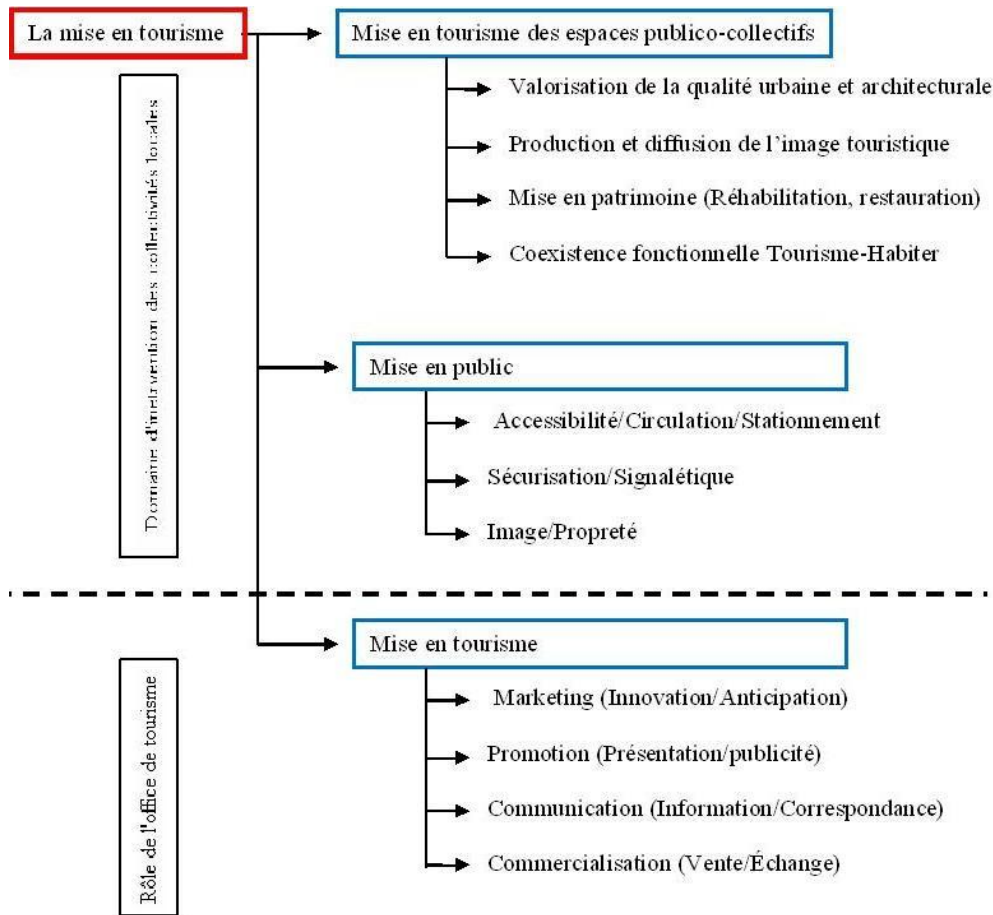 La mise en tourisme
Mise en tourisme des espaces publico-collectifs
Valorisation de la qualité urbaine et architecturale
Production et diffusion de l'image touristique
Mise en patrimoine (Réhabilitation, restauration)
Coexistence fonctionnelle Tourisme-Habiter
Domaine d'inetrvention des collectivités locales
Mise en public
Accessibilité/Circulation/Stationnement
Sécurisation/Signalétique
Image/Propreté
Mise en tourisme
Marketing (Innovation/Anticipation)
Promotion (Présentation/publicité)
Communication (Information/Correspondance)
Commercialisation (Vente/Échange)
Rôle de l'office de tourisme